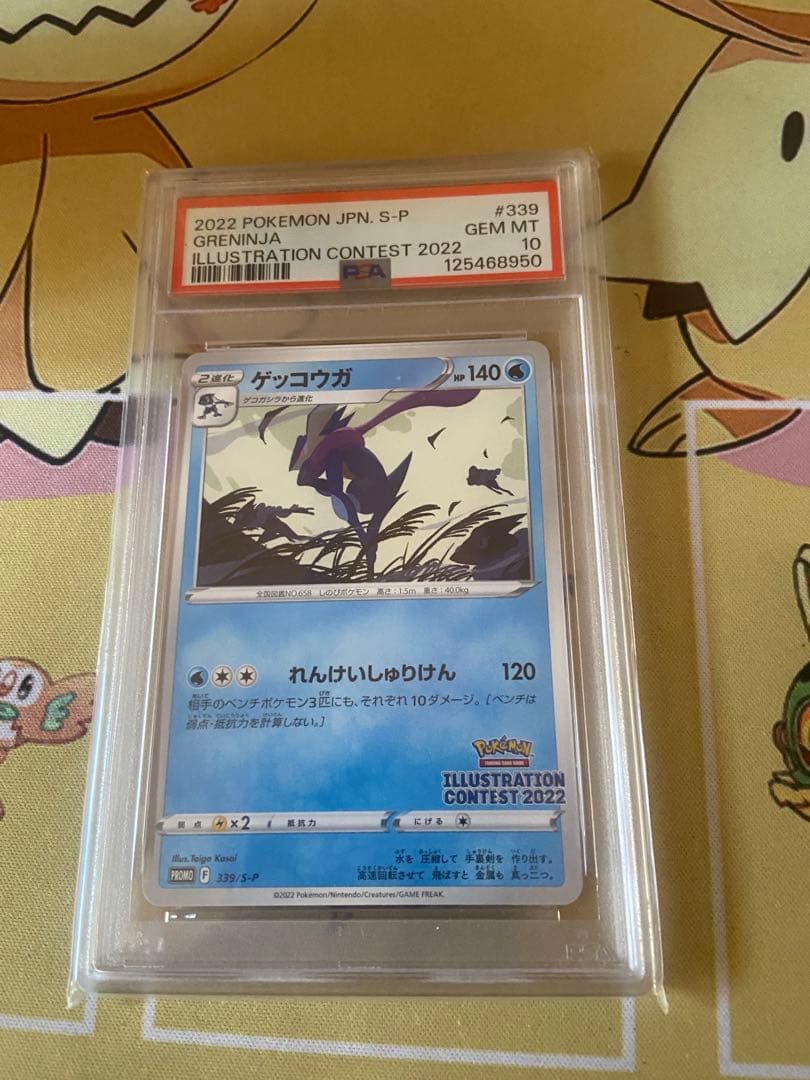 2022 POKEMON JPN. S-P #339
GRENINJA GEM MT
ILLUSTRATION CONTEST 2022 10
PSA 125468950
2進化 ゲッコウガ HP 140
ゲコガシラから進化
全国図鑑NO.658 しのびポケモン 高さ：1.5m 重さ：40.0kg
れんけいしゅりけん 120
相手のベンチポケモン3匹にも、それぞれ10ダメージ。［ベンチは
弱点・抵抗力を計算しない。］
Pokémon
TRADING CARD GAME
ILLUSTRATION
CONTEST 2022
弱点 ×2 抵抗力 にげる
Illus. Taiga Kasai
水を 圧縮して 手裏剣を 作り出す。
高速回転させて 飛ばすと 金属も 真っ二つ。
PROMO F 339/S-P
©2022 Pokémon/Nintendo/Creatures/GAME FREAK.